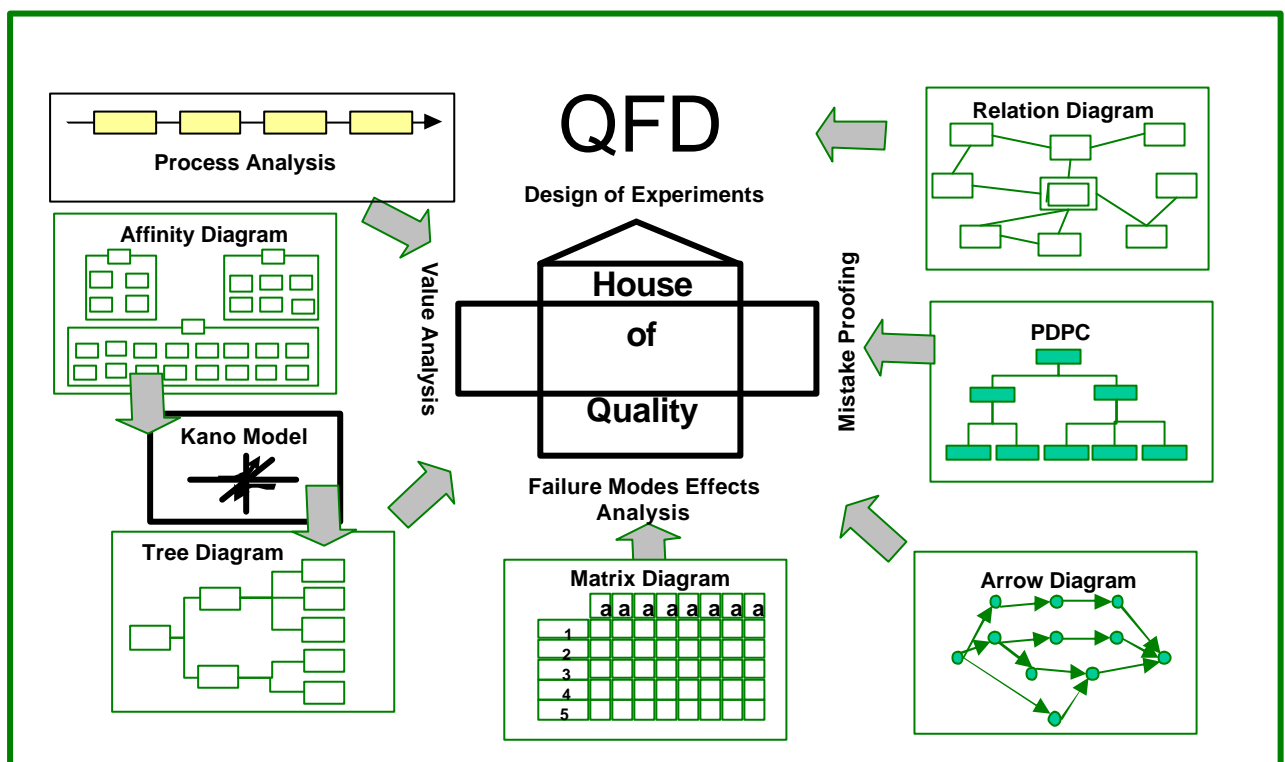 QFD
Design of Experiments
Process Analysis
Affinity Diagram
Value Analysis
House
of
Quality
Mistake Proofing
Relation Diagram
PDPC
Kano Model
Failure Modes Effects
Analysis
Tree Diagram
Matrix Diagram
a a a a a a a a
1
2
3
4
5
Arrow Diagram